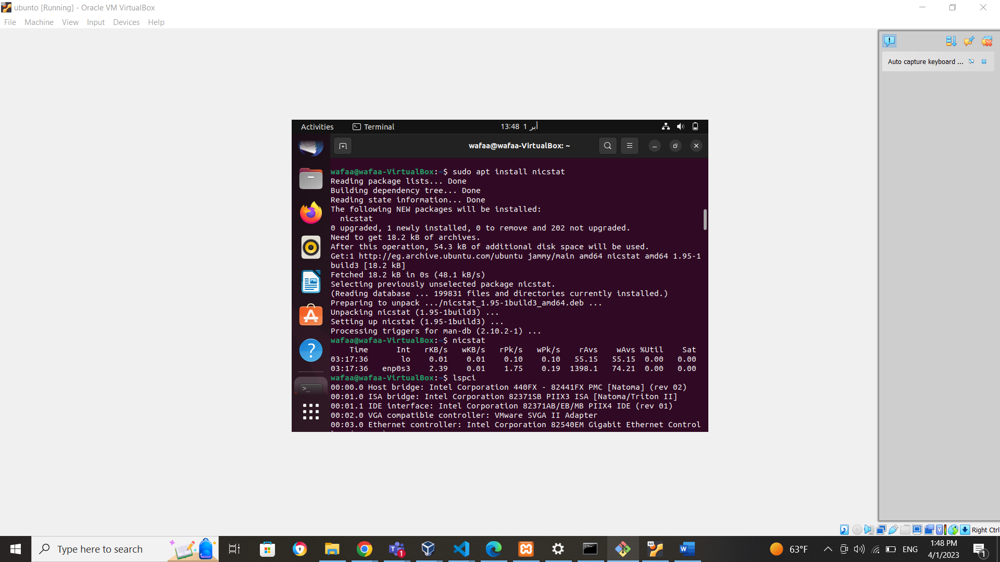 ubunto [Running] - Oracle VM VirtualBox
File Machine View Input Devices Help
Auto capture keyboard ...
Activities Terminal 13:48 1 أبر
wafaa@wafaa-VirtualBox: ~
wafaa@wafaa-VirtualBox:~$ sudo apt install nicstat
Reading package lists... Done
Building dependency tree... Done
Reading state information... Done
The following NEW packages will be installed:
  nicstat
0 upgraded, 1 newly installed, 0 to remove and 202 not upgraded.
Need to get 18.2 kB of archives.
After this operation, 54.3 kB of additional disk space will be used.
Get:1 http://eg.archive.ubuntu.com/ubuntu jammy/main amd64 nicstat amd64 1.95-1
build3 [18.2 kB]
Fetched 18.2 kB in 0s (48.1 kB/s)
Selecting previously unselected package nicstat.
(Reading database ... 199831 files and directories currently installed.)
Preparing to unpack .../nicstat_1.95-1build3_amd64.deb ...
Unpacking nicstat (1.95-1build3) ...
Setting up nicstat (1.95-1build3) ...
Processing triggers for man-db (2.10.2-1) ...
wafaa@wafaa-VirtualBox:~$ nicstat
    Time      Int   rKB/s   wKB/s   rPk/s   wPk/s    rAvs    wAvs %Util    Sat
03:17:36       lo    0.01    0.01    0.10    0.10   55.15   55.15  0.00   0.00
03:17:36   enp0s3    2.39    0.01    1.75    0.19  1398.1   74.21  0.00   0.00
wafaa@wafaa-VirtualBox:~$ lspci
00:00.0 Host bridge: Intel Corporation 440FX - 82441FX PMC [Natoma] (rev 02)
00:01.0 ISA bridge: Intel Corporation 82371SB PIIX3 ISA [Natoma/Triton II]
00:01.1 IDE interface: Intel Corporation 82371AB/EB/MB PIIX4 IDE (rev 01)
00:02.0 VGA compatible controller: VMware SVGA II Adapter
00:03.0 Ethernet controller: Intel Corporation 82540EM Gigabit Ethernet Control
Right Ctrl
Type here to search
63°F
ENG
1:48 PM
4/1/2023
1